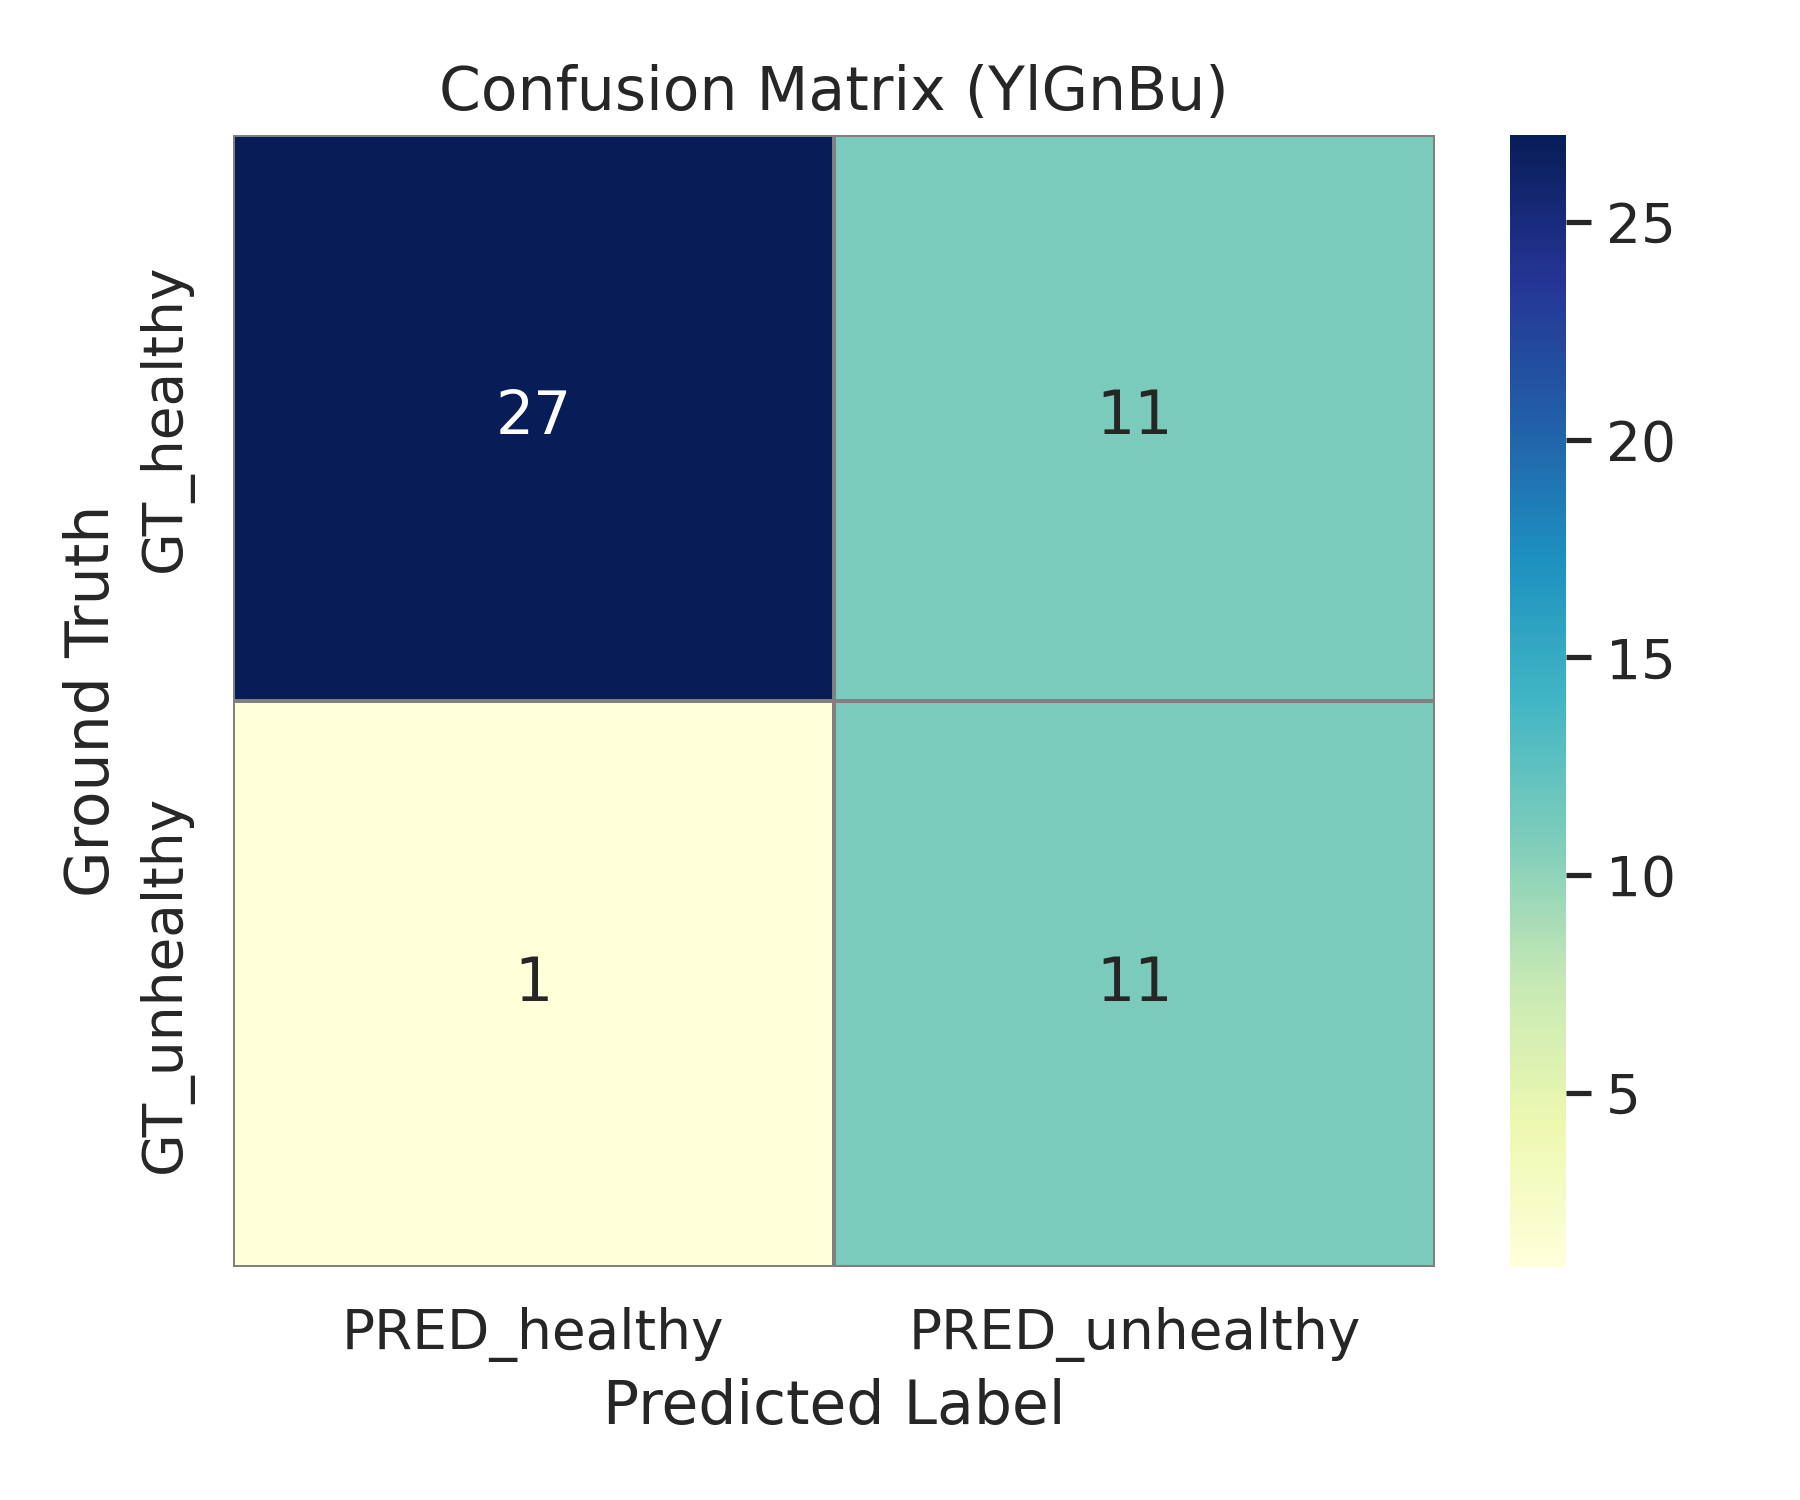 Confusion Matrix (YlGnBu)
Ground Truth
GT_healthy
GT_unhealthy
27
11
1
11
PRED_healthy
PRED_unhealthy
Predicted Label
25
20
15
10
5